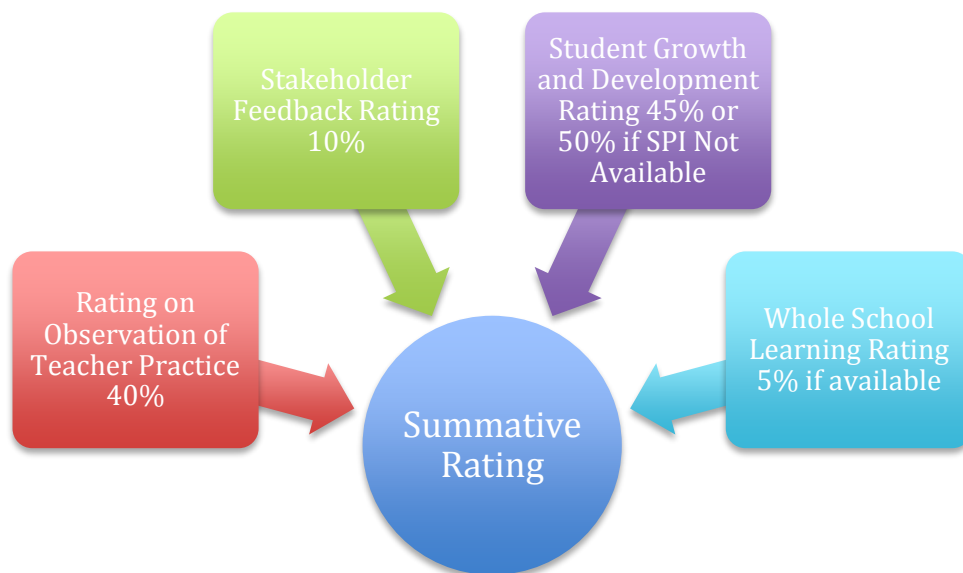 Stakeholder
Feedback Rating
10%
Student Growth
and Development
Rating 45% or
50% if SPI Not
Available
Rating on
Observation of
Teacher Practice
40%
Whole School
Learning Rating
5% if available
Summative
Rating